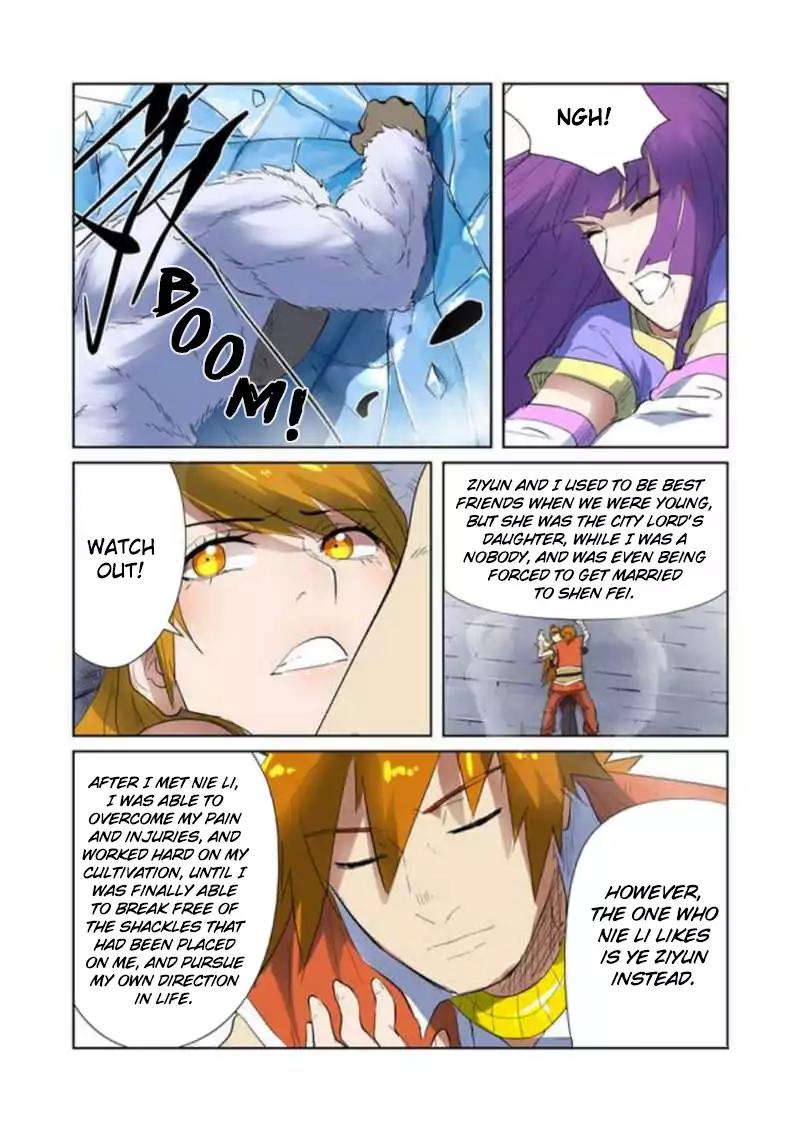 BOOM!
NGH!
WATCH
OUT!
ZIYUN AND I USED TO BE BEST
FRIENDS WHEN WE WERE YOUNG,
BUT SHE WAS THE CITY LORD'S
DAUGHTER, WHILE I WAS A
NOBODY, AND WAS EVEN BEING
FORCED TO GET MARRIED
TO SHEN FEI.
AFTER I MET NIE LI,
I WAS ABLE TO
OVERCOME MY PAIN
AND INJURIES, AND
WORKED HARD ON MY
CULTIVATION, UNTIL I
WAS FINALLY ABLE
TO BREAK FREE OF
THE SHACKLES THAT
HAD BEEN PLACED
ON ME, AND PURSUE
MY OWN DIRECTION
IN LIFE.
HOWEVER,
THE ONE WHO
NIE LI LIKES
IS YE ZIYUN
INSTEAD.